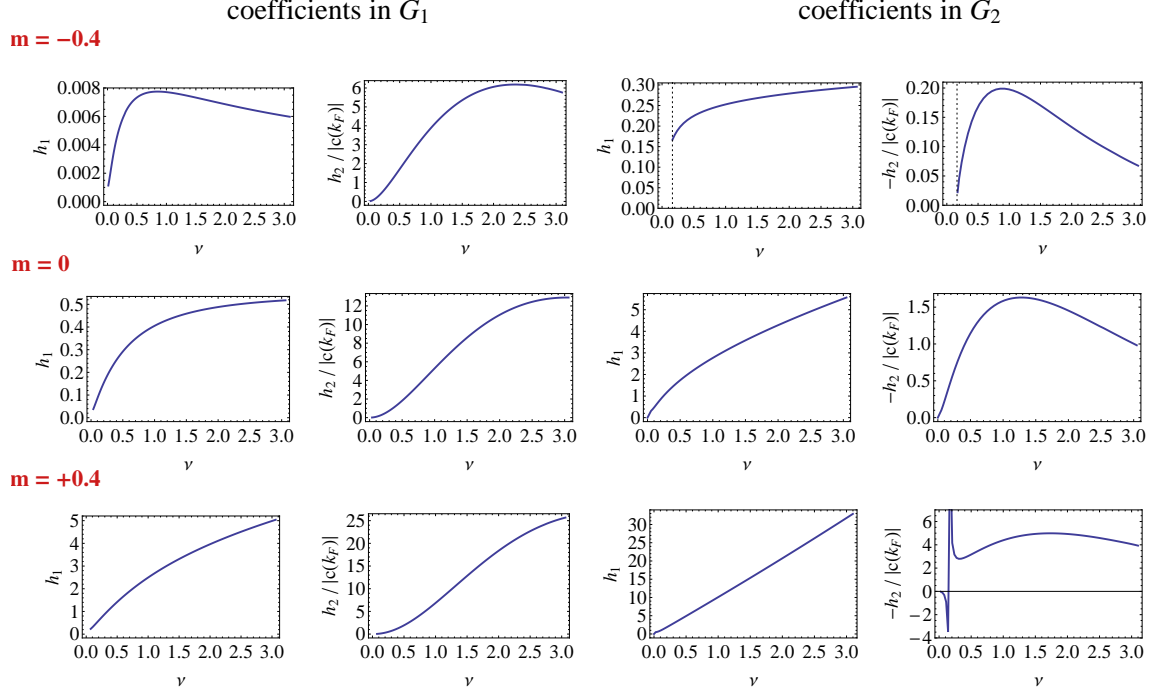 coefficients in G₁
coefficients in G₂
m = −0.4
h₁
0.008
0.006
0.004
0.002
0.000
0.0 0.5 1.0 1.5 2.0 2.5 3.0
ν
h₂ / |c(k_F)|
6
5
4
3
2
1
0
0.0 0.5 1.0 1.5 2.0 2.5 3.0
ν
h₁
0.30
0.25
0.20
0.15
0.10
0.05
0.00
0.0 0.5 1.0 1.5 2.0 2.5 3.0
ν
−h₂ / |c(k_F)|
0.20
0.15
0.10
0.05
0.00
0.0 0.5 1.0 1.5 2.0 2.5 3.0
ν
m = 0
h₁
0.5
0.4
0.3
0.2
0.1
0.0
0.0 0.5 1.0 1.5 2.0 2.5 3.0
ν
h₂ / |c(k_F)|
12
10
8
6
4
2
0
0.0 0.5 1.0 1.5 2.0 2.5 3.0
ν
h₁
5
4
3
2
1
0
0.0 0.5 1.0 1.5 2.0 2.5 3.0
ν
−h₂ / |c(k_F)|
1.5
1.0
0.5
0.0
0.0 0.5 1.0 1.5 2.0 2.5 3.0
ν
m = +0.4
h₁
5
4
3
2
1
0
0.0 0.5 1.0 1.5 2.0 2.5 3.0
ν
h₂ / |c(k_F)|
25
20
15
10
5
0
0.0 0.5 1.0 1.5 2.0 2.5 3.0
ν
h₁
30
25
20
15
10
5
0
0.0 0.5 1.0 1.5 2.0 2.5 3.0
ν
−h₂ / |c(k_F)|
6
4
2
0
−2
−4
0.0 0.5 1.0 1.5 2.0 2.5 3.0
ν